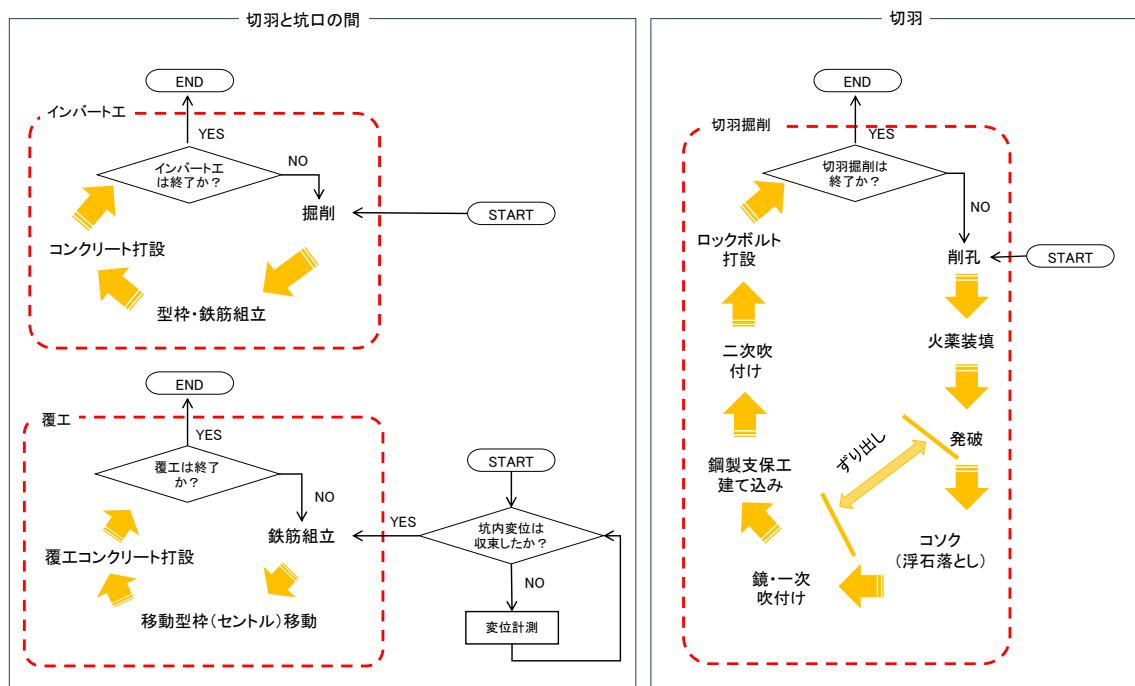 切羽と坑口の間
END
インバート工
YES
インバート工
は終了か？
NO
掘削
START
コンクリート打設
型枠・鉄筋組立
END
覆工
YES
覆工は終了
か？
NO
鉄筋組立
YES
START
坑内変位は
収束したか？
NO
変位計測
覆工コンクリート打設
移動型枠（セントル）移動
切羽
END
切羽掘削
YES
切羽掘削は
終了か？
NO
削孔
START
火薬装填
発破
ずり出し
コソク
（浮石落とし）
鏡・一次
吹付け
鋼製支保工
建て込み
二次吹
付け
ロックボルト
打設